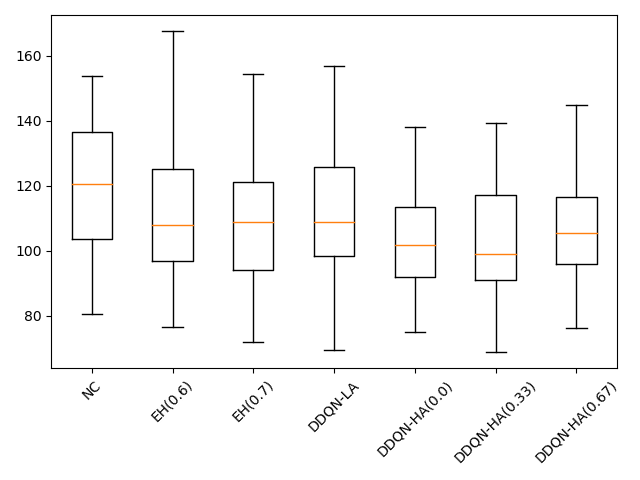 160
140
120
100
80
NC
EH(0.6)
EH(0.7)
DDQN-LA
DDQN-HA(0.0)
DDQN-HA(0.33)
DDQN-HA(0.67)